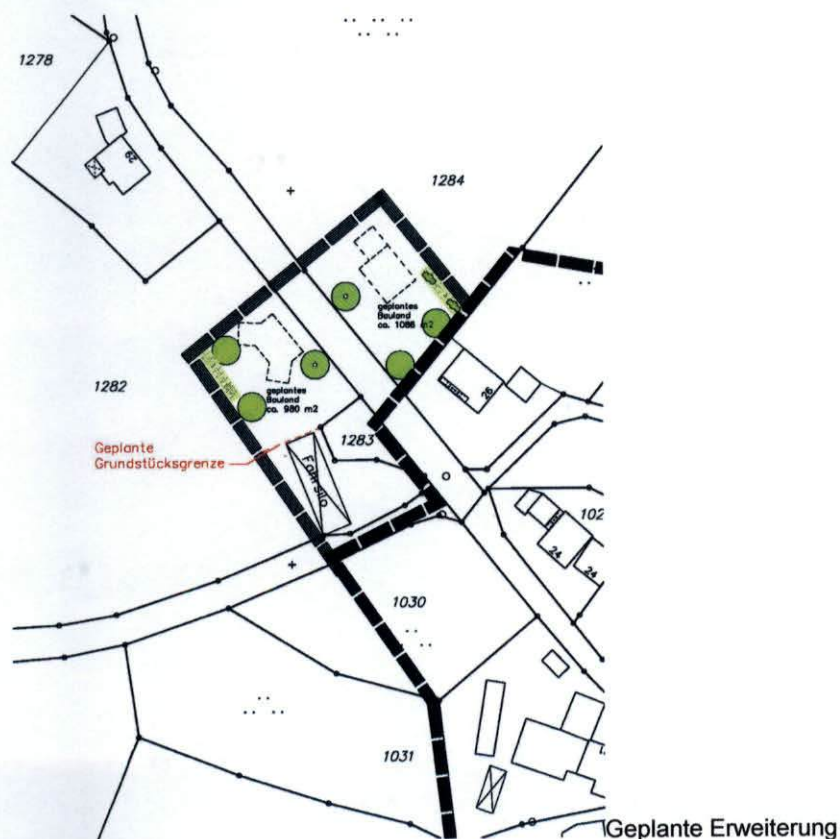 1278
29
1284
geplantes
Bauland
ca. 1086 m2
1282
geplantes
Bauland
ca. 980 m2
26
1283
Geplante
Grundstücksgrenze
Fahrsilo
102
24
24
1030
1031
Geplante Erweiterung